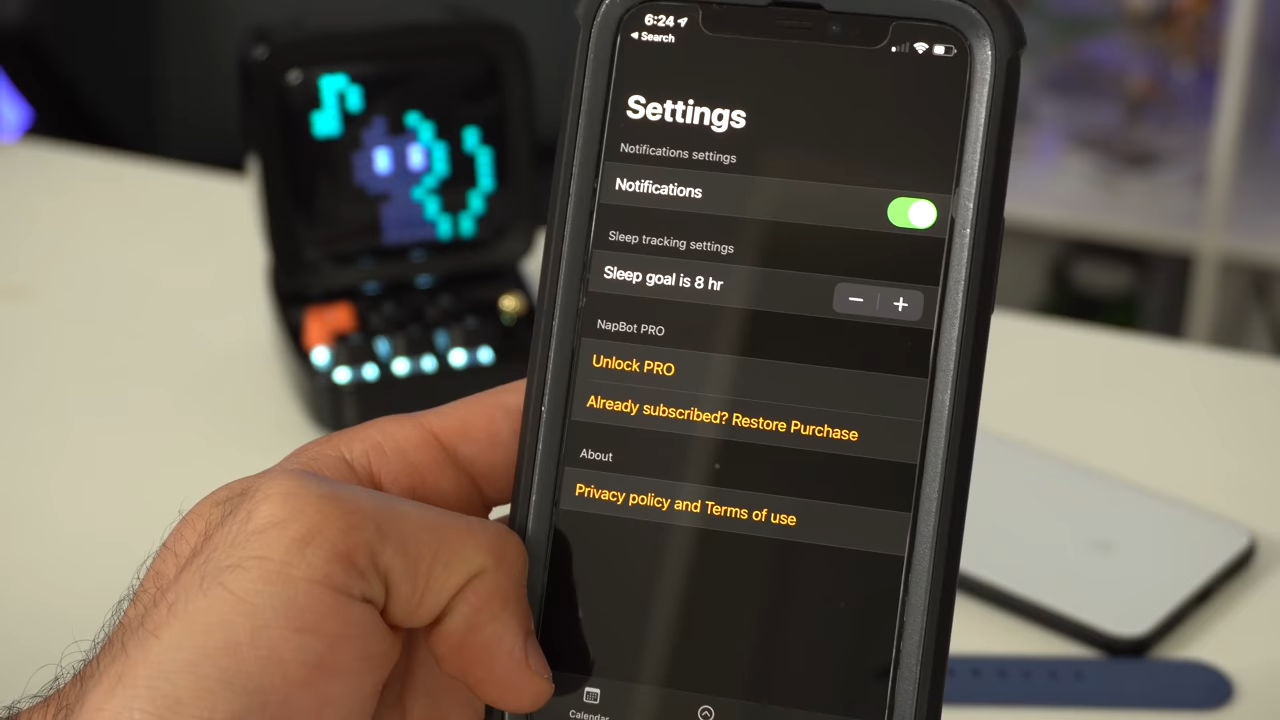 6:24
Search
Settings
Notifications settings
Notifications
Sleep tracking settings
Sleep goal is 8 hr
NapBot PRO
Unlock PRO
Already subscribed? Restore Purchase
About
Privacy policy and Terms of use
Calendar